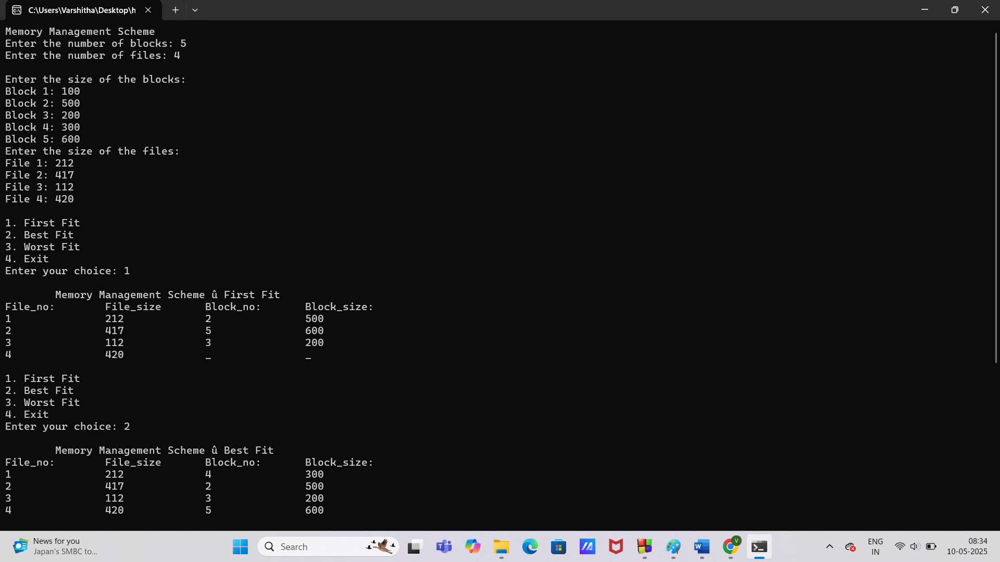 C:\Users\Varshitha\Desktop\h
Memory Management Scheme
Enter the number of blocks: 5
Enter the number of files: 4
Enter the size of the blocks:
Block 1: 100
Block 2: 500
Block 3: 200
Block 4: 300
Block 5: 600
Enter the size of the files:
File 1: 212
File 2: 417
File 3: 112
File 4: 420
1. First Fit
2. Best Fit
3. Worst Fit
4. Exit
Enter your choice: 1
Memory Management Scheme û First Fit
File_no: File_size Block_no: Block_size:
1 212 2 500
2 417 5 600
3 112 3 200
4 420 _ _
1. First Fit
2. Best Fit
3. Worst Fit
4. Exit
Enter your choice: 2
Memory Management Scheme û Best Fit
File_no: File_size Block_no: Block_size:
1 212 4 300
2 417 2 500
3 112 3 200
4 420 5 600
News for you
Japan's SMBC to...
Search
ENG
IN
08:34
10-05-2025